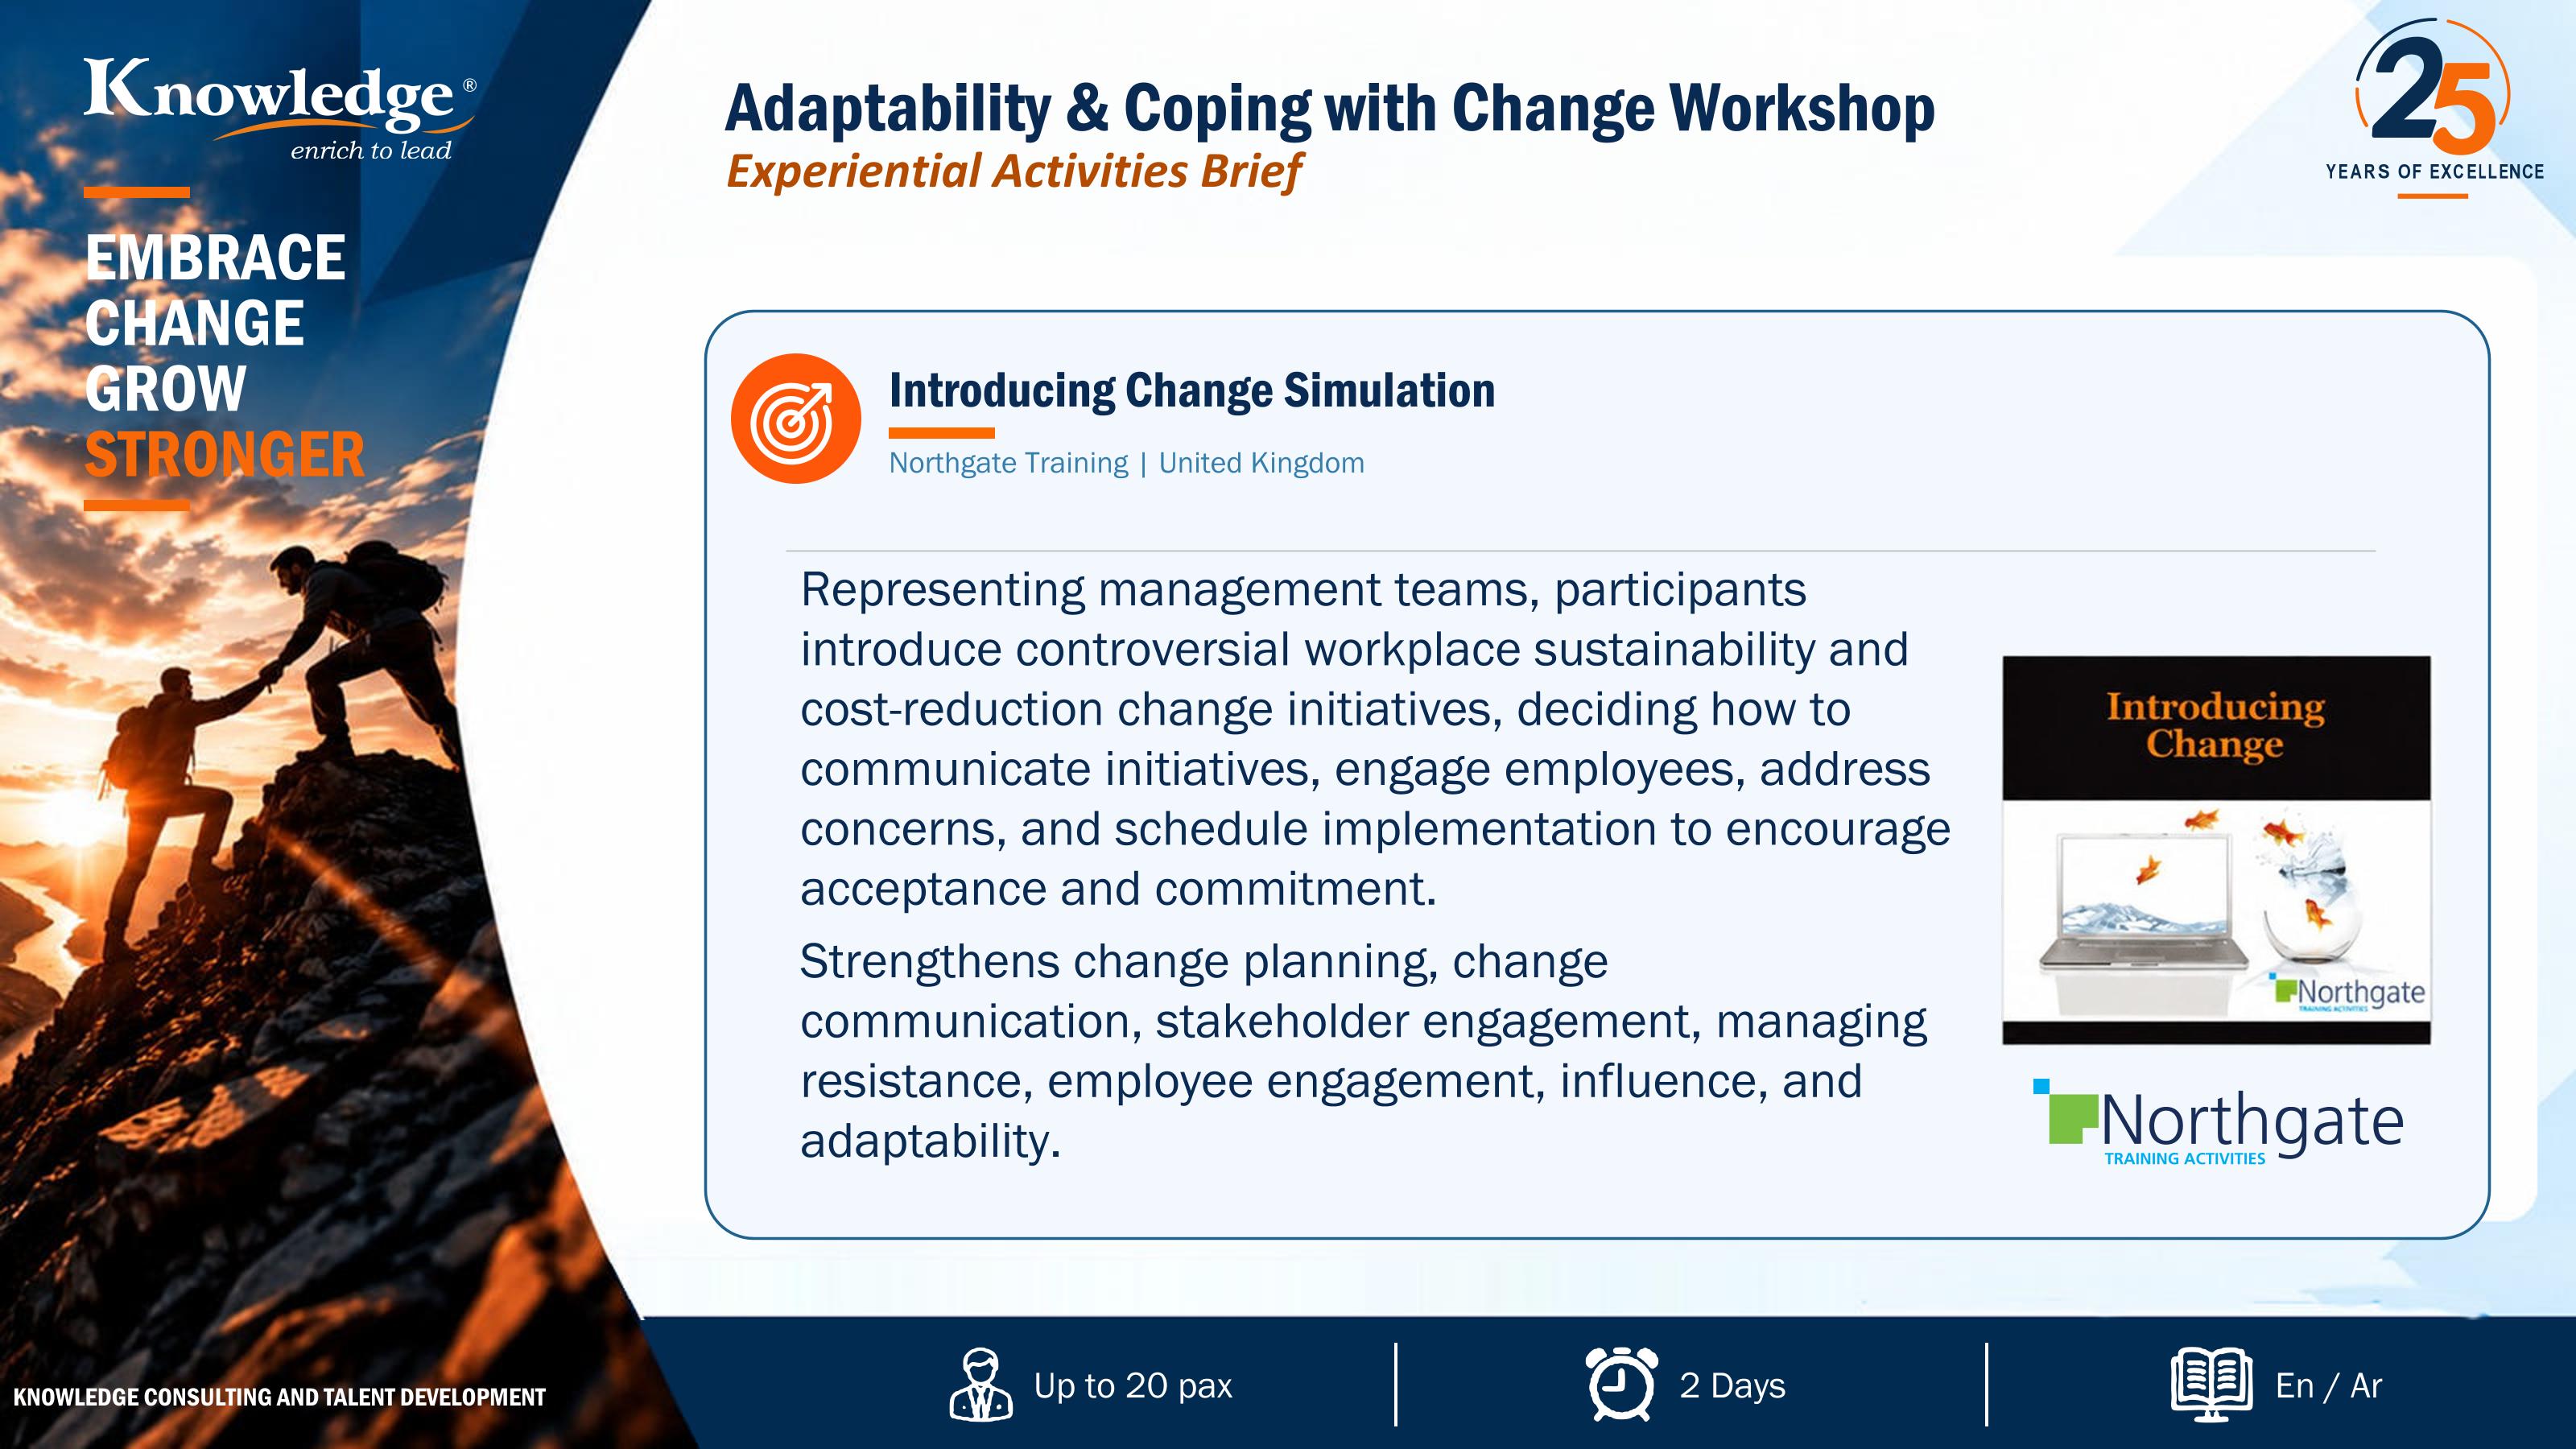 Knowledge®
enrich to lead
EMBRACE
CHANGE
GROW
STRONGER
KNOWLEDGE CONSULTING AND TALENT DEVELOPMENT
Adaptability & Coping with Change Workshop
Experiential Activities Brief
25
YEARS OF EXCELLENCE
Introducing Change Simulation
Northgate Training | United Kingdom
Representing management teams, participants
introduce controversial workplace sustainability and
cost-reduction change initiatives, deciding how to
communicate initiatives, engage employees, address
concerns, and schedule implementation to encourage
acceptance and commitment.
Strengthens change planning, change
communication, stakeholder engagement, managing
resistance, employee engagement, influence, and
adaptability.
Introducing
Change
Northgate
TRAINING ACTIVITIES
Northgate
TRAINING ACTIVITIES
Up to 20 pax
2 Days
En / Ar